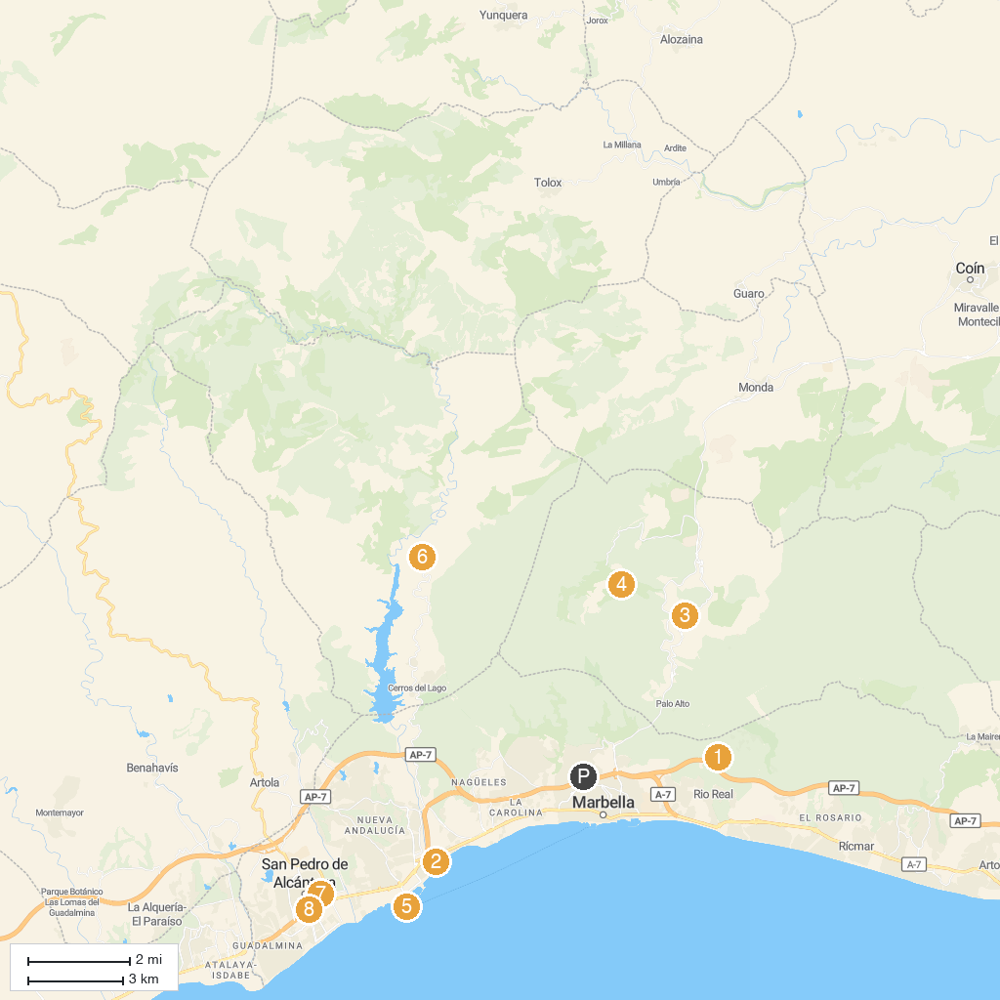 Yunquera
Jorox
Alozaina
La Millana
Ardite
Tolox
Umbría
El
Coín
Guaro
Miravalle
Montecil
Monda
6
4
3
Cerros del Lago
Palo Alto
La Mairen
AP-7
1
Benahavís
P
NAGÜELES
Artola
AP-7
A-7
Rio Real
AP-7
LA
CAROLINA
Marbella
Montemayor
NUEVA
ANDALUCÍA
EL ROSARIO
AP-7
Ricmar
2
San Pedro de
Alcántara
A-7
Arto
7
Parque Botánico
Las Lomas del
Guadalmina
La Alquería-
El Paraíso
8
5
GUADALMINA
2 mi
ATALAYA-
ISDABE
3 km